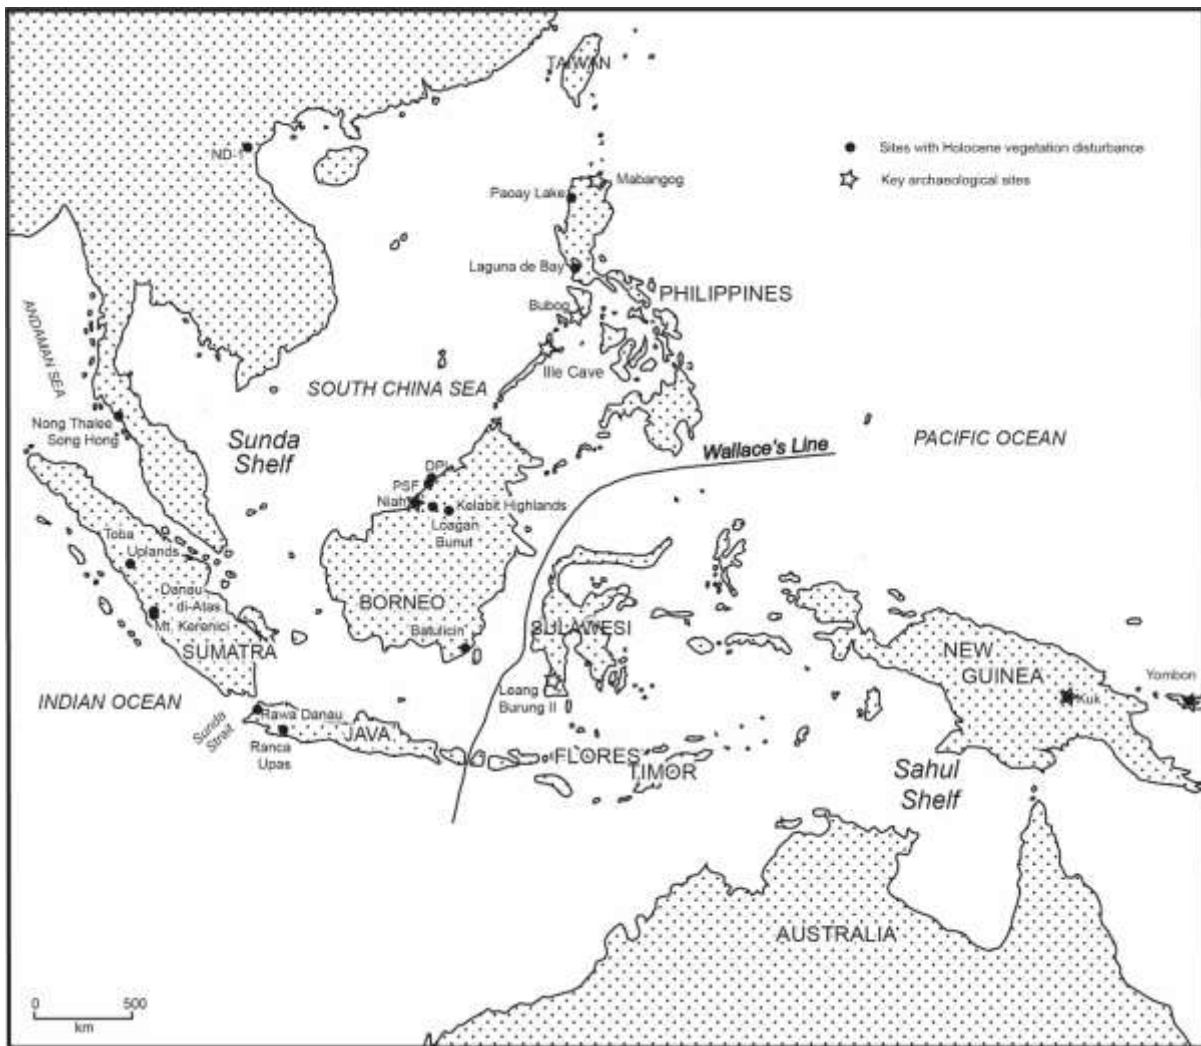 TAIWAN
ND-1
Sites with Holocene vegetation disturbance
Key archaeological sites
Mabangog
Paoay Lake
Laguna de Bay
PHILIPPINES
Bubog
ANDAMAN SEA
Ille Cave
SOUTH CHINA SEA
Nong Thalee
Song Hong
Sunda
Shelf
PACIFIC OCEAN
Wallace's Line
DPL
PSF
Niah
Kelabit Highlands
Loagan
Bunut
Toba
Uplands
Danau
di-Atas
Mt. Kerenici
BORNEO
Batulicin
SULAWESI
SUMATRA
NEW
GUINEA
Yombon
Kuk
Leang
Burung II
INDIAN OCEAN
Sunda
Strait
Rawa Danau
JAVA
Ranca
Upas
FLORES
TIMOR
Sahul
Shelf
AUSTRALIA
0 500
km